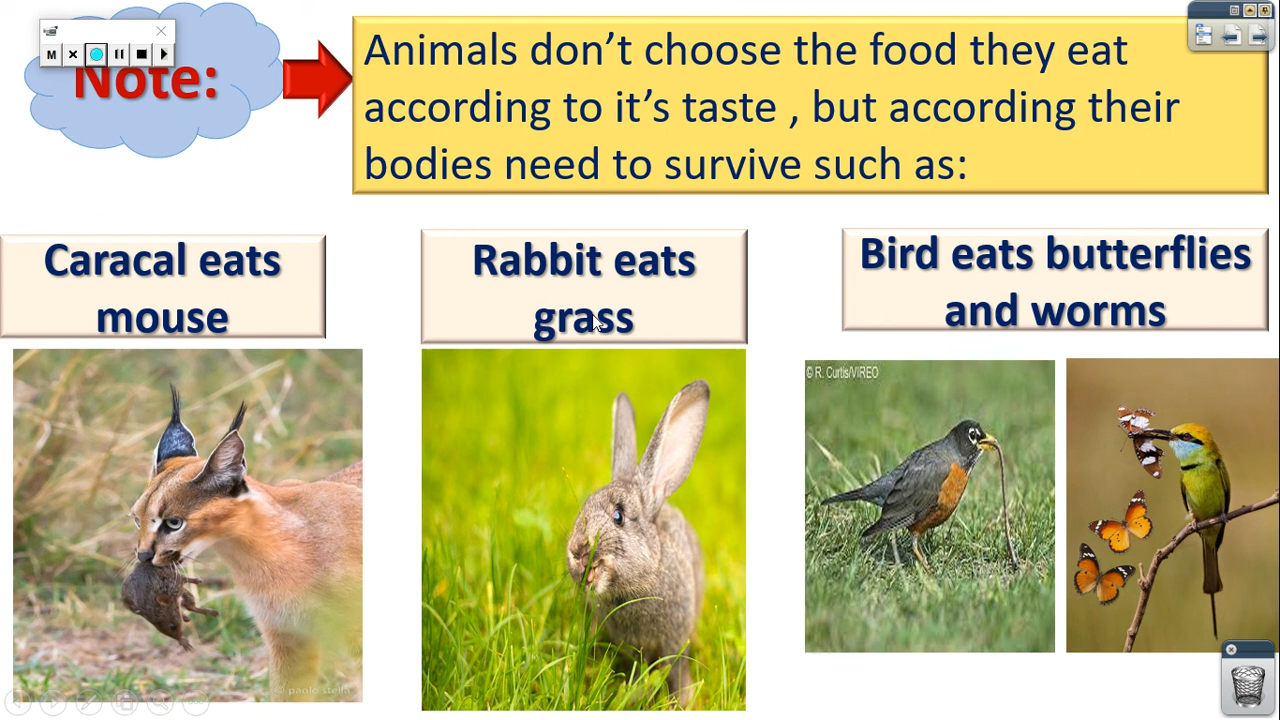 Note:
M
Animals don't choose the food they eat
according to it's taste , but according their
bodies need to survive such as:
Caracal eats
mouse
Rabbit eats
grass
Bird eats butterflies
and worms
© R. Curtis/VIREO
© paolo stella